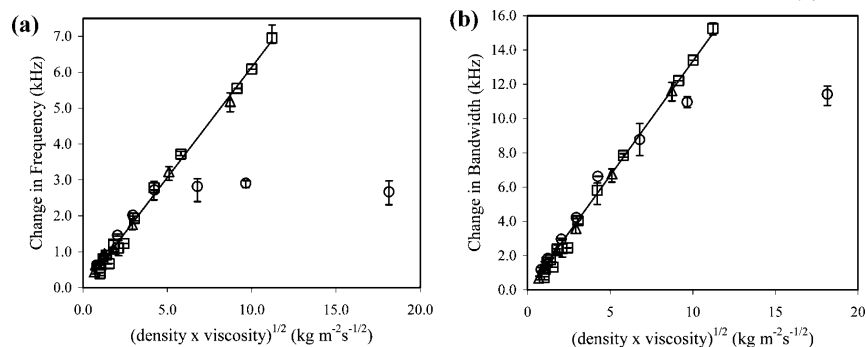 (a)
Change in Frequency (kHz)
7.0
6.0
5.0
4.0
3.0
2.0
1.0
0.0
0.0 5.0 10.0 15.0 20.0
(density x viscosity)^{1/2} (kg m^{-2}s^{-1/2})
(b)
Change in Bandwidth (kHz)
16.0
14.0
12.0
10.0
8.0
6.0
4.0
2.0
0.0
0 5 10 15 20
(density x viscosity)^{1/2} (kg m^{-2}s^{-1/2})